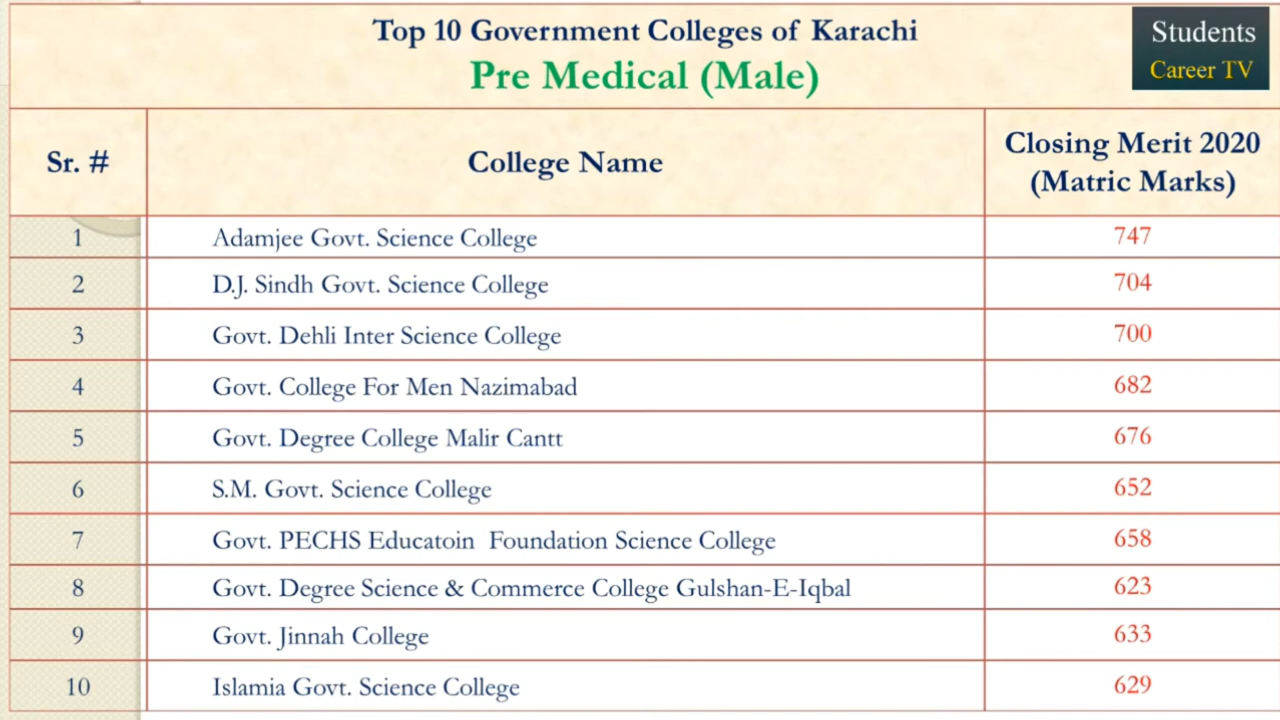 Top 10 Government Colleges of Karachi
Pre Medical (Male)
Students
Career TV
Sr. # College Name Closing Merit 2020
(Matric Marks)
1 Adamjee Govt. Science College 747
2 D.J. Sindh Govt. Science College 704
3 Govt. Dehli Inter Science College 700
4 Govt. College For Men Nazimabad 682
5 Govt. Degree College Malir Cantt 676
6 S.M. Govt. Science College 652
7 Govt. PECHS Educatoin Foundation Science College 658
8 Govt. Degree Science & Commerce College Gulshan-E-Iqbal 623
9 Govt. Jinnah College 633
10 Islamia Govt. Science College 629